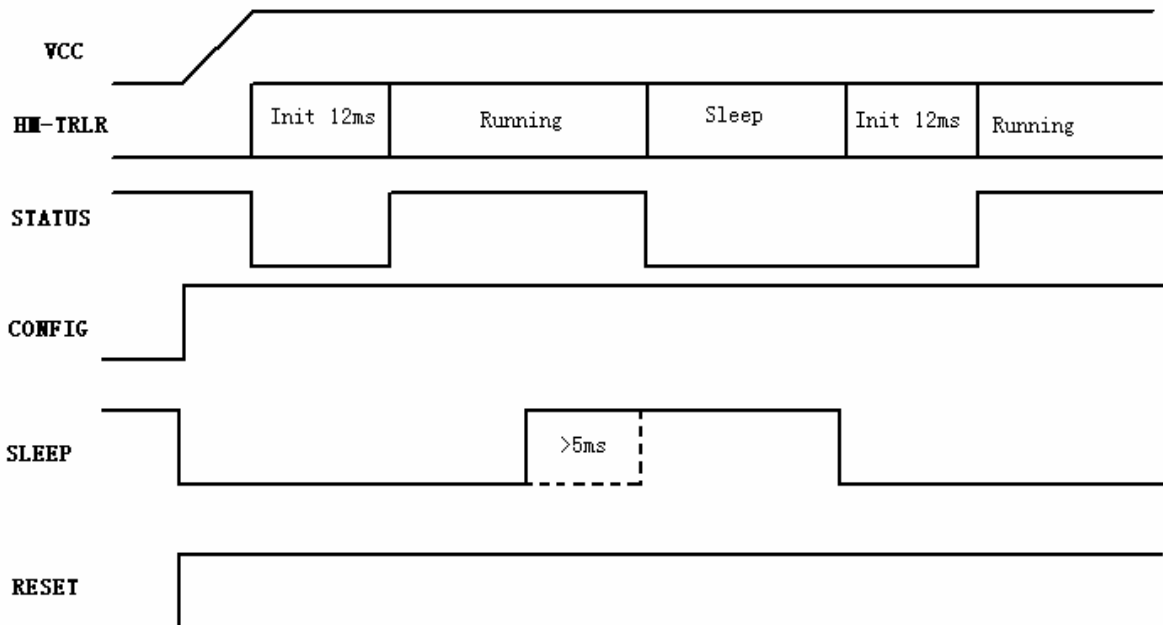 VCC
HM-TRLR
Init 12ms
Running
Sleep
Init 12ms
Running
STATUS
CONFIG
SLEEP
>5ms
RESET